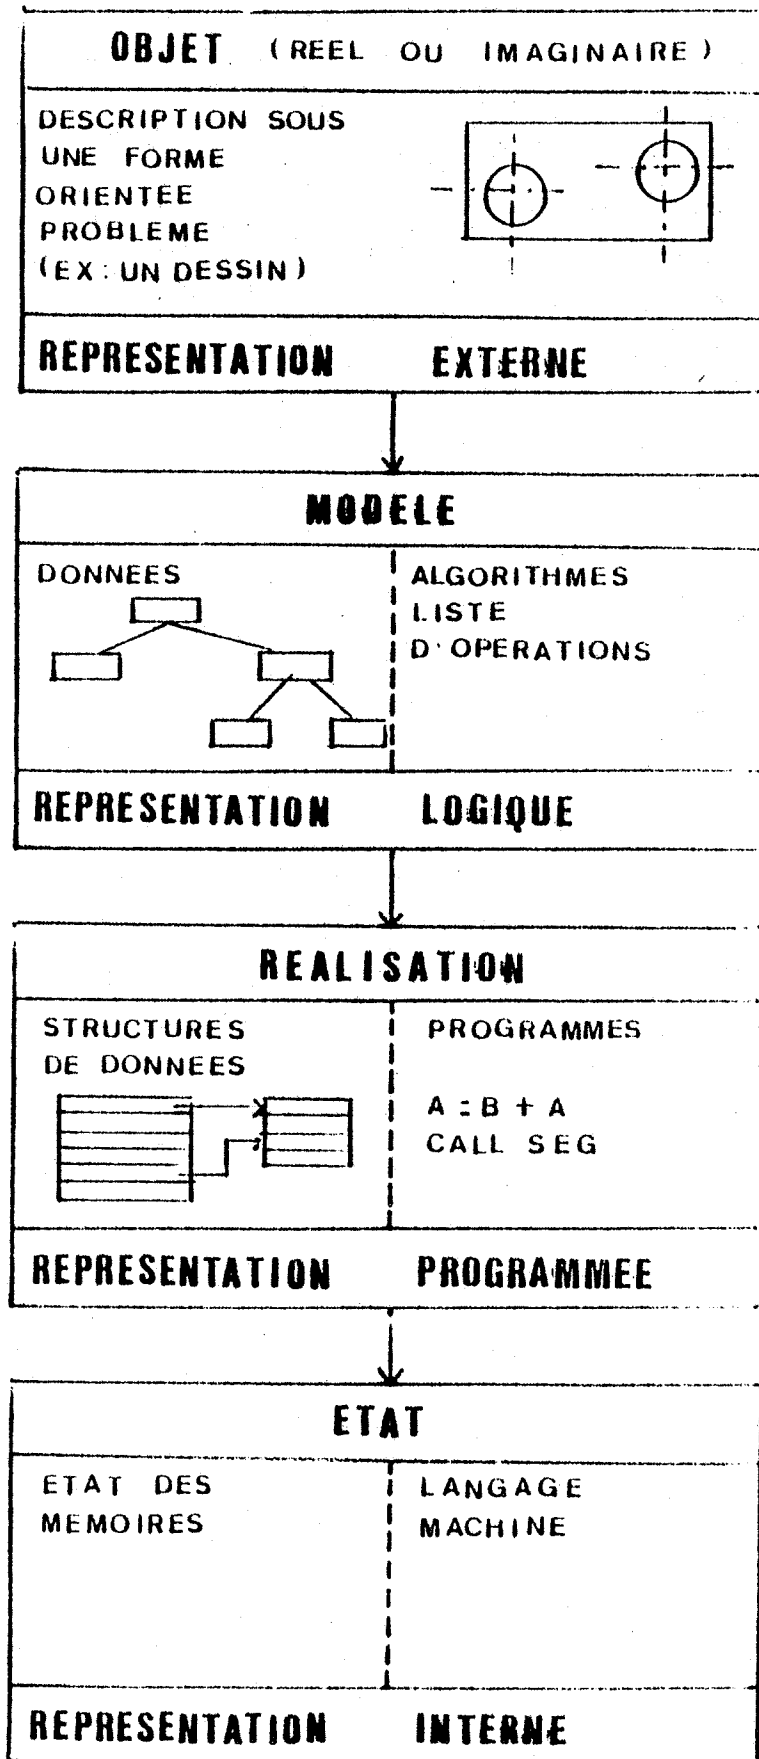 OBJET (REEL OU IMAGINAIRE)
DESCRIPTION SOUS
UNE FORME
ORIENTEE
PROBLEME
(EX: UN DESSIN)
REPRESENTATION EXTERNE
MODELE
DONNEES
ALGORITHMES
LISTE
D'OPERATIONS
REPRESENTATION LOGIQUE
REALISATION
STRUCTURES
DE DONNEES
PROGRAMMES
A = B + A
CALL SEG
REPRESENTATION PROGRAMMEE
ETAT
ETAT DES
MEMOIRES
LANGAGE
MACHINE
REPRESENTATION INTERNE